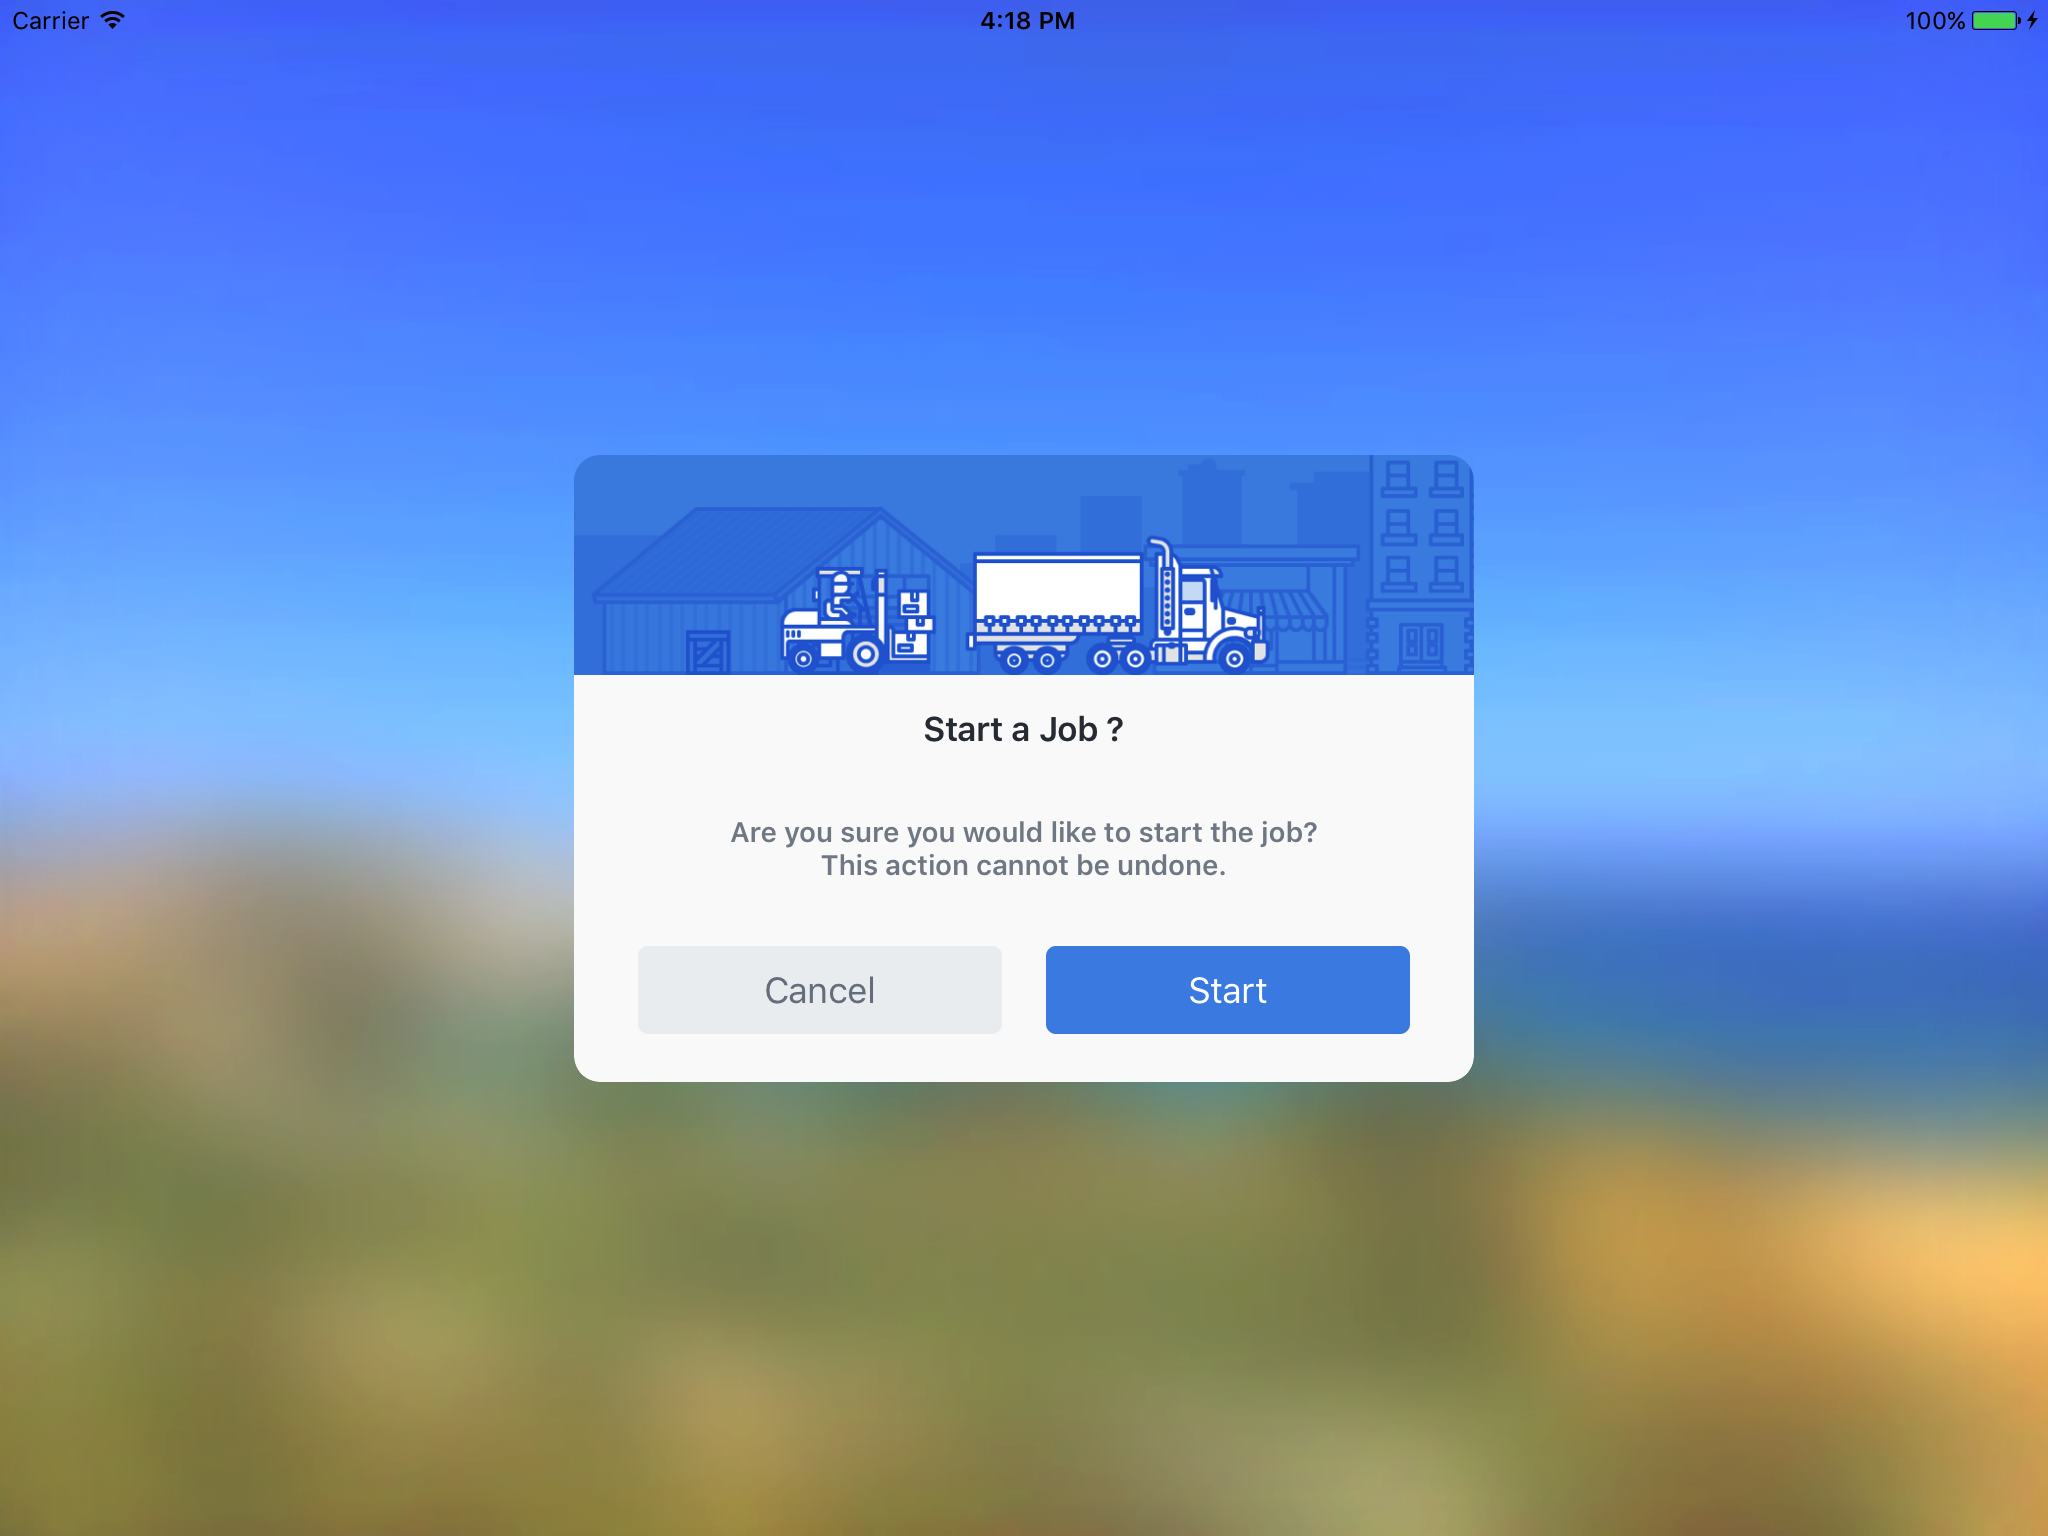 Carrier 4:18 PM 100%
Start a Job ?
Are you sure you would like to start the job?
This action cannot be undone.
Cancel Start